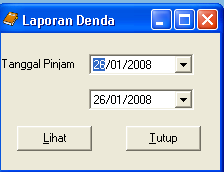 Laporan Denda
Tanggal Pinjam 26/01/2008
26/01/2008
Lihat Tutup